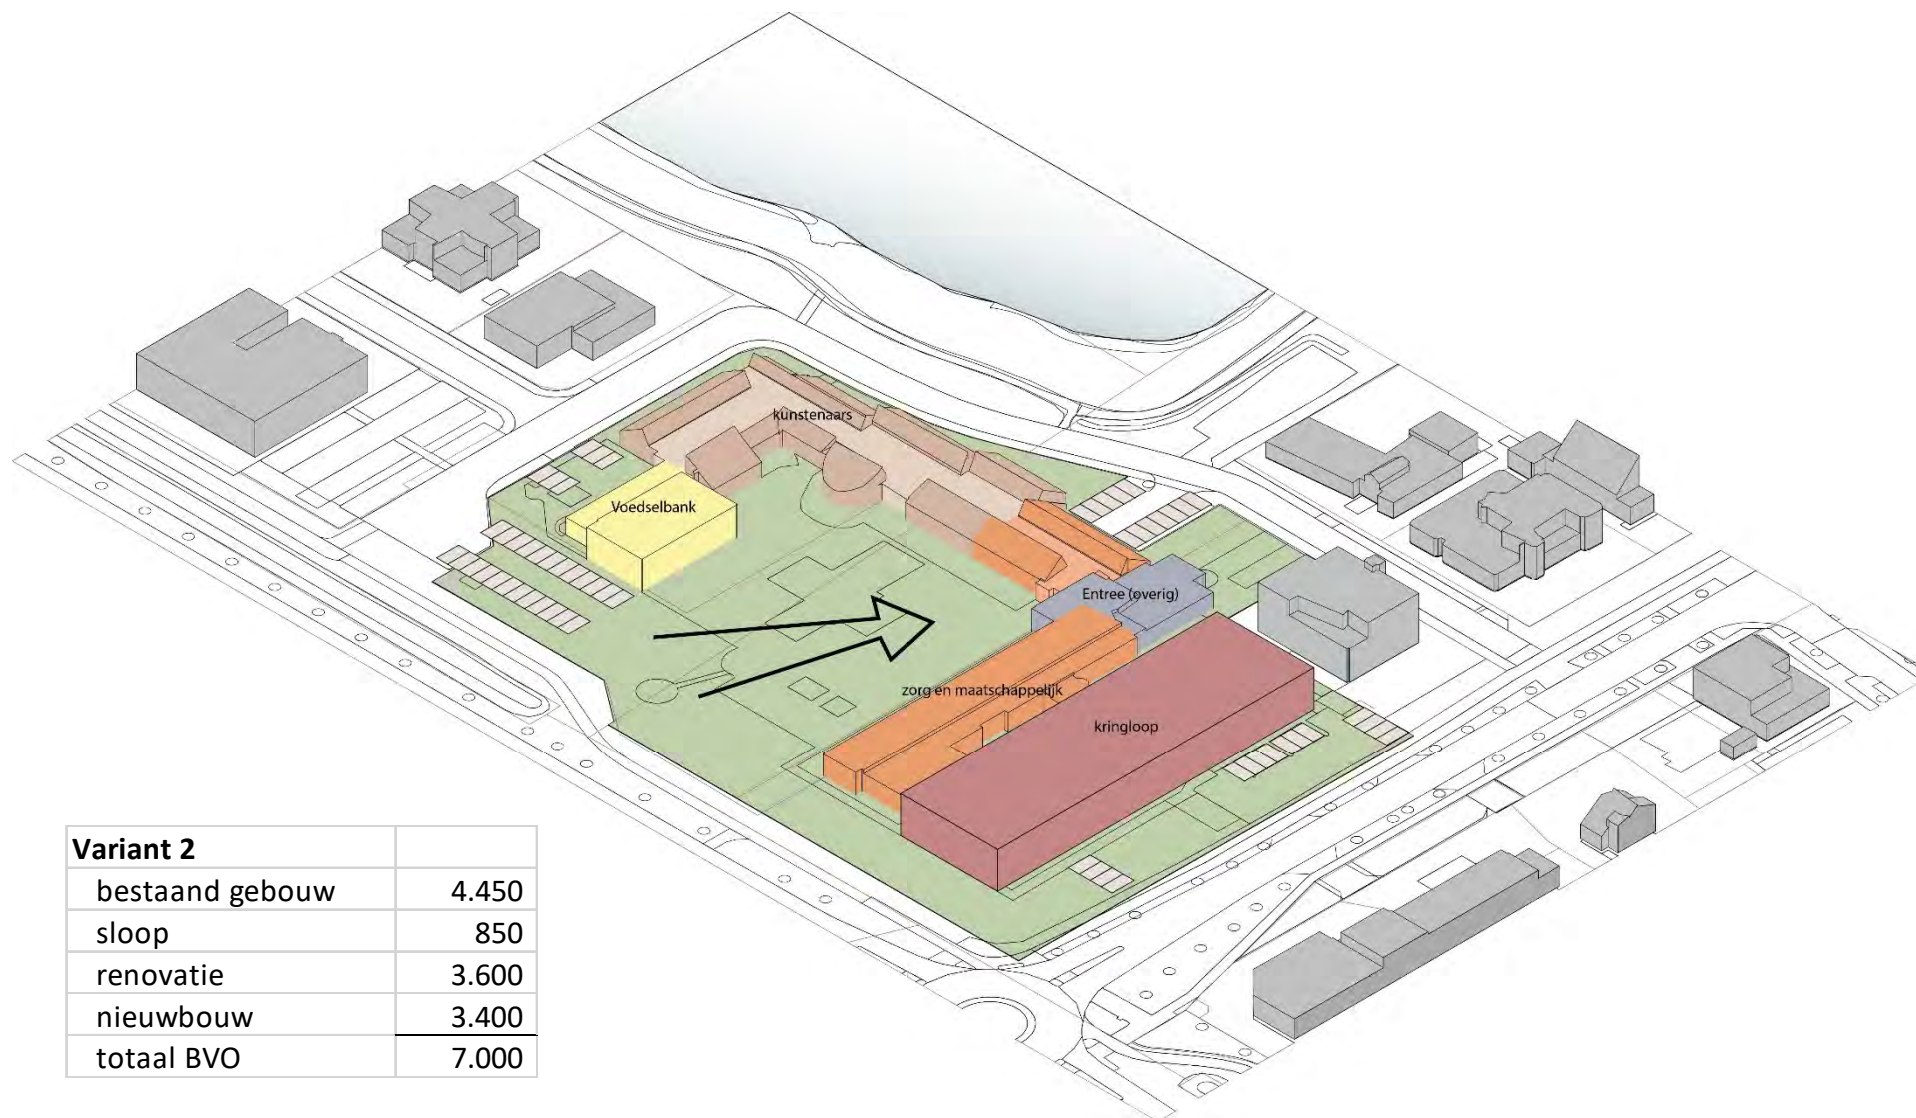 kunstenaars
Voedselbank
Entree (overig)
zorg en maatschappelijk
kringloop
Variant 2
bestaand gebouw 4.450
sloop 850
renovatie 3.600
nieuwbouw 3.400
totaal BVO 7.000